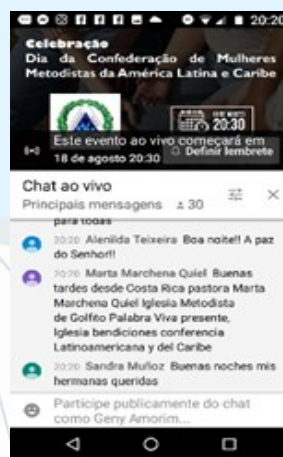 20:20
Celebração
Dia da Confederação de Mulheres
Metodistas da América Latina e Caribe
20:30
Este evento ao vivo começará em
18 de agosto 20:30
Definir lembrete
Chat ao vivo
Principais mensagens 30
para todas
20:20 Alenilda Teixeira Boa noite!! A paz
do Senhor!!
20:20 Marta Marchena Quiel Buenas
tardes desde Costa Rica pastora Marta
Marchena Quiel Iglesia Metodista
de Golfito Palabra Viva presente,
Iglesia bendiciones conferencia
Latinoamericana y del Caribe
20:20 Sandra Muñoz Buenas noches mis
hermanas queridas
Participe publicamente do chat
como Geny Amorim...